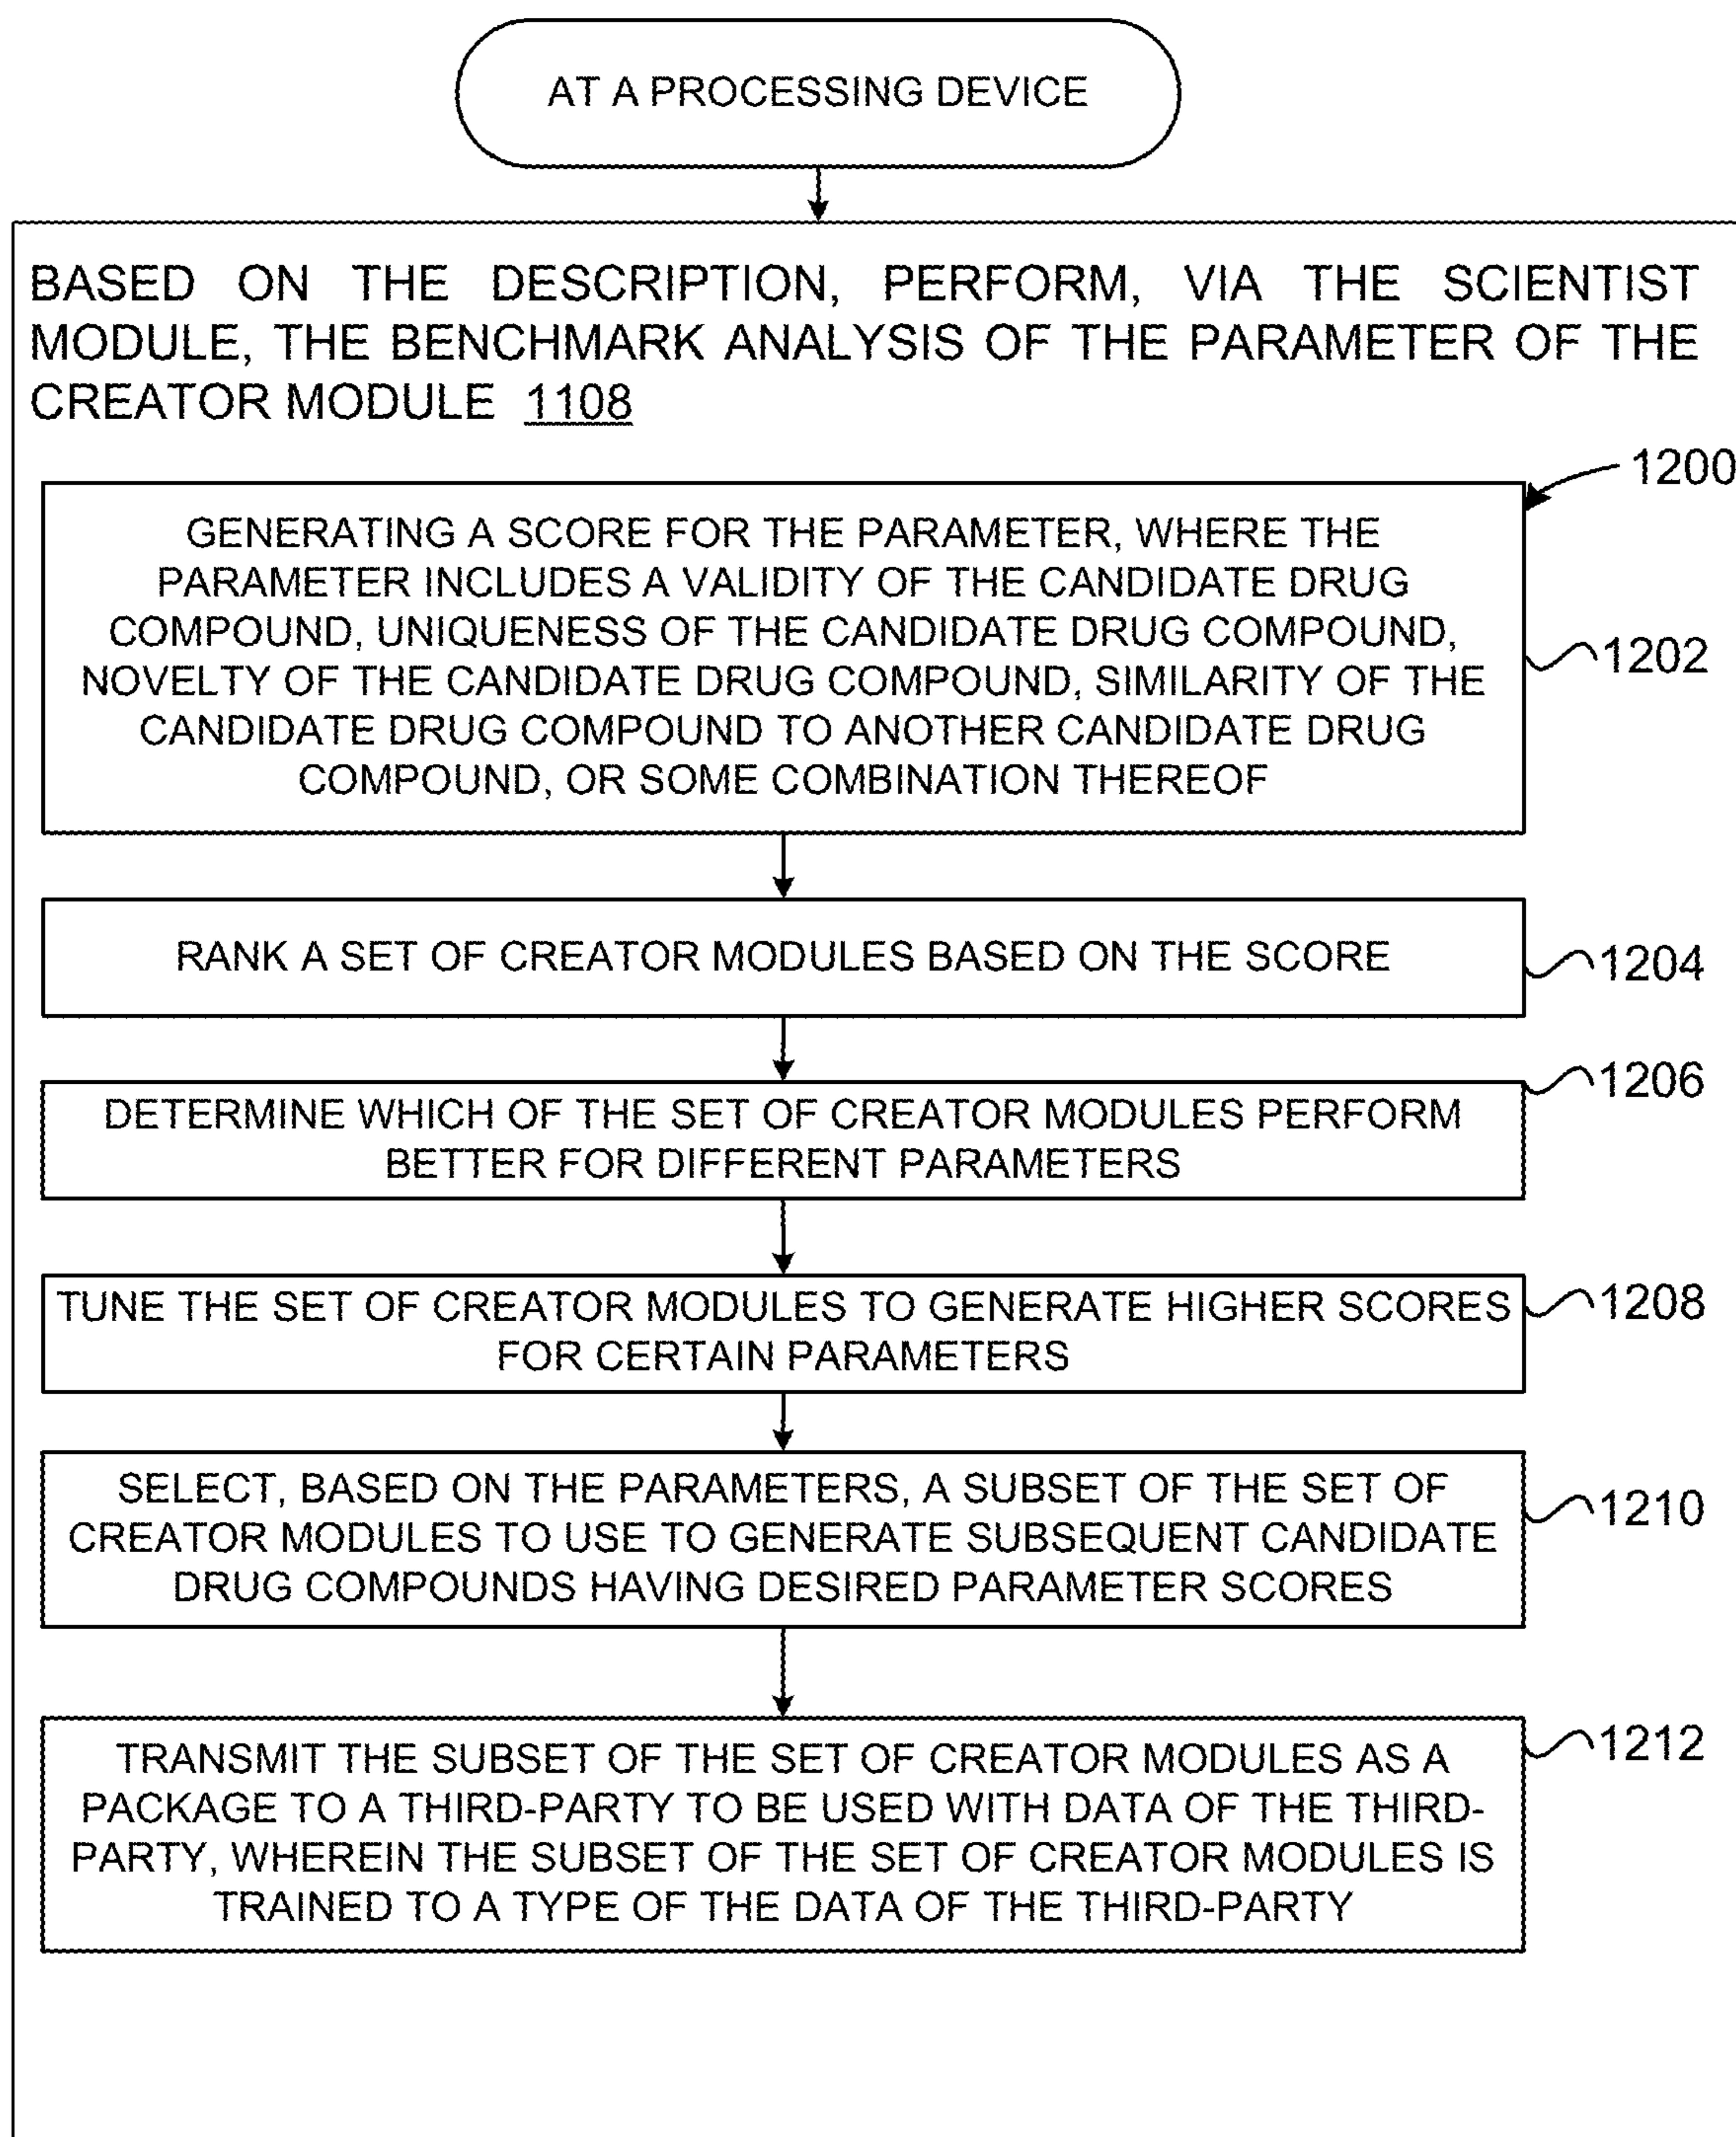 AT A PROCESSING DEVICE
BASED ON THE DESCRIPTION, PERFORM, VIA THE SCIENTIST
MODULE, THE BENCHMARK ANALYSIS OF THE PARAMETER OF THE
CREATOR MODULE 1108
1200
GENERATING A SCORE FOR THE PARAMETER, WHERE THE
PARAMETER INCLUDES A VALIDITY OF THE CANDIDATE DRUG
COMPOUND, UNIQUENESS OF THE CANDIDATE DRUG COMPOUND,
NOVELTY OF THE CANDIDATE DRUG COMPOUND, SIMILARITY OF THE
CANDIDATE DRUG COMPOUND TO ANOTHER CANDIDATE DRUG
COMPOUND, OR SOME COMBINATION THEREOF
1202
RANK A SET OF CREATOR MODULES BASED ON THE SCORE
1204
DETERMINE WHICH OF THE SET OF CREATOR MODULES PERFORM
BETTER FOR DIFFERENT PARAMETERS
1206
TUNE THE SET OF CREATOR MODULES TO GENERATE HIGHER SCORES
FOR CERTAIN PARAMETERS
1208
SELECT, BASED ON THE PARAMETERS, A SUBSET OF THE SET OF
CREATOR MODULES TO USE TO GENERATE SUBSEQUENT CANDIDATE
DRUG COMPOUNDS HAVING DESIRED PARAMETER SCORES
1210
TRANSMIT THE SUBSET OF THE SET OF CREATOR MODULES AS A
PACKAGE TO A THIRD-PARTY TO BE USED WITH DATA OF THE THIRD-
PARTY, WHEREIN THE SUBSET OF THE SET OF CREATOR MODULES IS
TRAINED TO A TYPE OF THE DATA OF THE THIRD-PARTY
1212